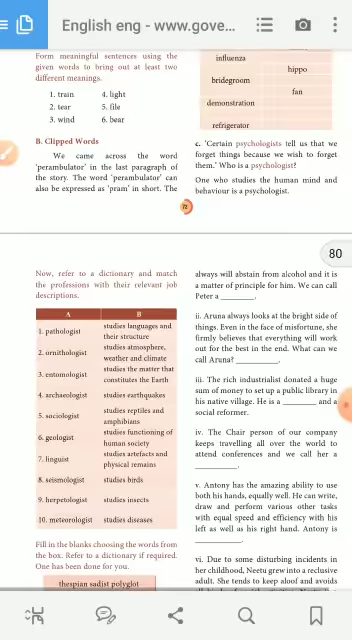 English eng - www.gove...
Form meaningful sentences using the
given words to bring out at least two
different meanings.
1. train 4. light
2. tear 5. file
3. wind 6. bear
B. Clipped Words
We came across the word
'perambulator' in the last paragraph of
the story. The word 'perambulator' can
also be expressed as 'pram' in short. The
influenza
hippo
bridegroom
fan
demonstration
refrigerator
c. 'Certain psychologists tell us that we
forget things because we wish to forget
them.' Who is a psychologist?
One who studies the human mind and
behaviour is a psychologist.
72
80
Now, refer to a dictionary and match
the professions with their relevant job
descriptions.
A B
1. pathologist studies languages and
their structure
2. ornithologist studies atmosphere,
weather and climate
3. entomologist studies the matter that
constitutes the Earth
4. archaeologist studies earthquakes
5. sociologist studies reptiles and
amphibians
6. geologist studies functioning of
human society
7. linguist studies artefacts and
physical remains
8. seismologist studies birds
9. herpetologist studies insects
10. meteorologist studies diseases
Fill in the blanks choosing the words from
the box. Refer to a dictionary if required.
One has been done for you.
thespian sadist polyglot
always will abstain from alcohol and it is
a matter of principle for him. We can call
Peter a ________.
ii. Aruna always looks at the bright side of
things. Even in the face of misfortune, she
firmly believes that everything will work
out for the best in the end. What can we
call Aruna? __________.
iii. The rich industrialist donated a huge
sum of money to set up a public library in
his native village. He is a ________ and a
social reformer.
iv. The Chair person of our company
keeps travelling all over the world to
attend conferences and we call her a
__________.
v. Antony has the ability to use
both his hands, equally well. He can write,
draw and perform various other tasks
with equal speed and efficiency with his
left as well as his right hand. Antony is
___________.
vi. Due to some disturbing incidents in
her childhood, Neetu grew into a reclusive
adult. She tends to keep aloof and avoids